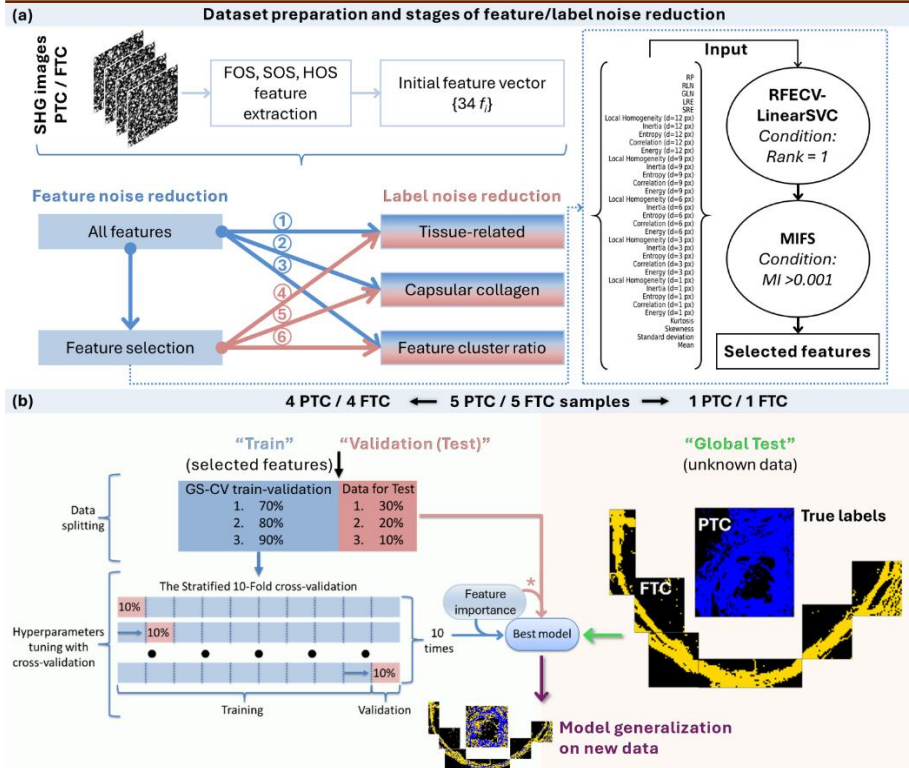 (a) Dataset preparation and stages of feature/label noise reduction
SHG images
PTC / FTC
FOS, SOS, HOS
feature
extraction
Initial feature vector
{34 fi}
Feature noise reduction
Label noise reduction
All features
Feature selection
1
2
3
4
5
6
Tissue-related
Capsular collagen
Feature cluster ratio
Input
RP
RLN
GLN
LRE
SRE
Local Homogeneity (d=12 px)
Inertia (d=12 px)
Entropy (d=12 px)
Correlation (d=12 px)
Energy (d=12 px)
Local Homogeneity (d=9 px)
Inertia (d=9 px)
Entropy (d=9 px)
Correlation (d=9 px)
Energy (d=9 px)
Local Homogeneity (d=6 px)
Inertia (d=6 px)
Entropy (d=6 px)
Correlation (d=6 px)
Energy (d=6 px)
Local Homogeneity (d=3 px)
Inertia (d=3 px)
Entropy (d=3 px)
Correlation (d=3 px)
Energy (d=3 px)
Local Homogeneity (d=1 px)
Inertia (d=1 px)
Entropy (d=1 px)
Correlation (d=1 px)
Energy (d=1 px)
Kurtosis
Skewness
Standard deviation
Mean
RFECV-
LinearSVC
Condition:
Rank = 1
MIFS
Condition:
MI >0.001
Selected features
(b) 4 PTC / 4 FTC ← 5 PTC / 5 FTC samples → 1 PTC / 1 FTC
"Train"
(selected features)
"Validation (Test)"
"Global Test"
(unknown data)
Data
splitting
GS-CV train-validation
1. 70%
2. 80%
3. 90%
Data for Test
1. 30%
2. 20%
3. 10%
PTC
True labels
FTC
The Stratified 10-Fold cross-validation
Hyperparameters
tuning with
cross-validation
10%
10%
10%
Training
Validation
10
times
Feature
importance
*
Best model
Model generalization
on new data